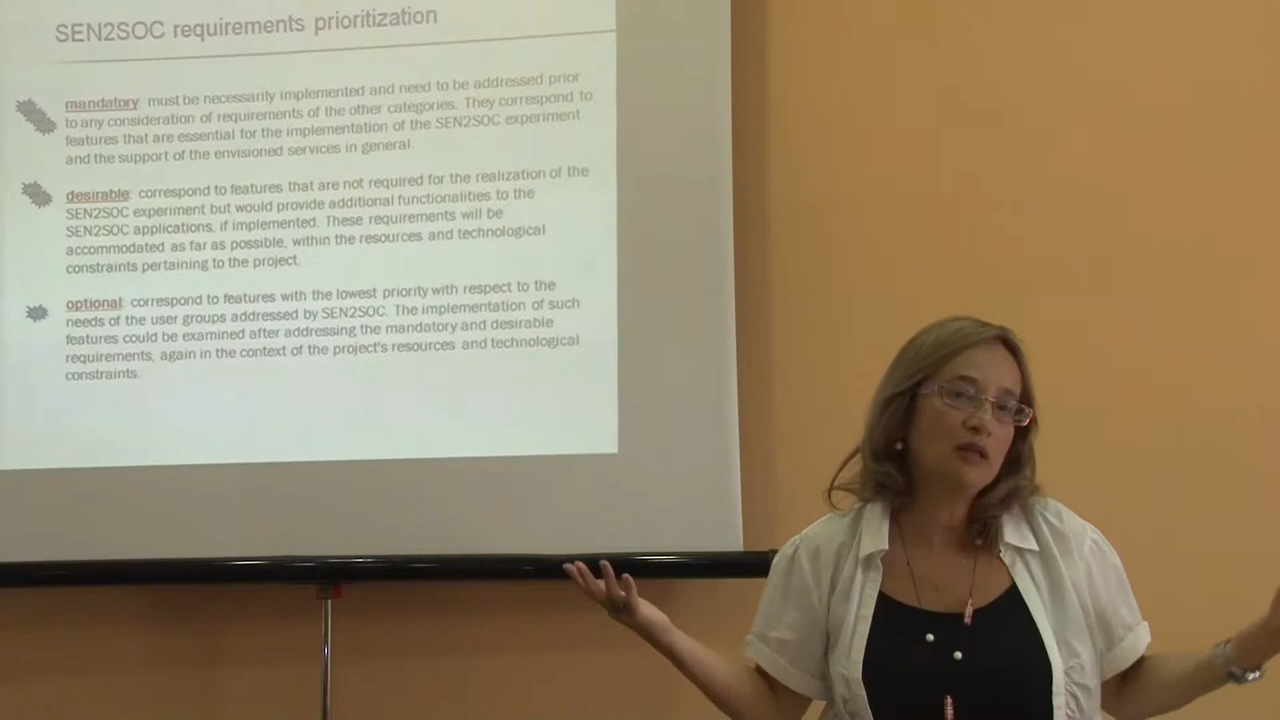 SEN2SOC requirements prioritization
mandatory: must be necessarily implemented and need to be addressed prior
to any consideration of requirements of the other categories. They correspond to
features that are essential for the implementation of the SEN2SOC experiment
and the support of the envisioned services in general.
desirable: correspond to features that are not required for the realization of the
SEN2SOC experiment but would provide additional functionalities to the
SEN2SOC applications, if implemented. These requirements will be
accommodated as far as possible, within the resources and technological
constraints pertaining to the project.
optional: correspond to features with the lowest priority with respect to the
needs of the user groups addressed by SEN2SOC. The implementation of such
features could be examined after addressing the mandatory and desirable
requirements, again in the context of the project's resources and technological
constraints.